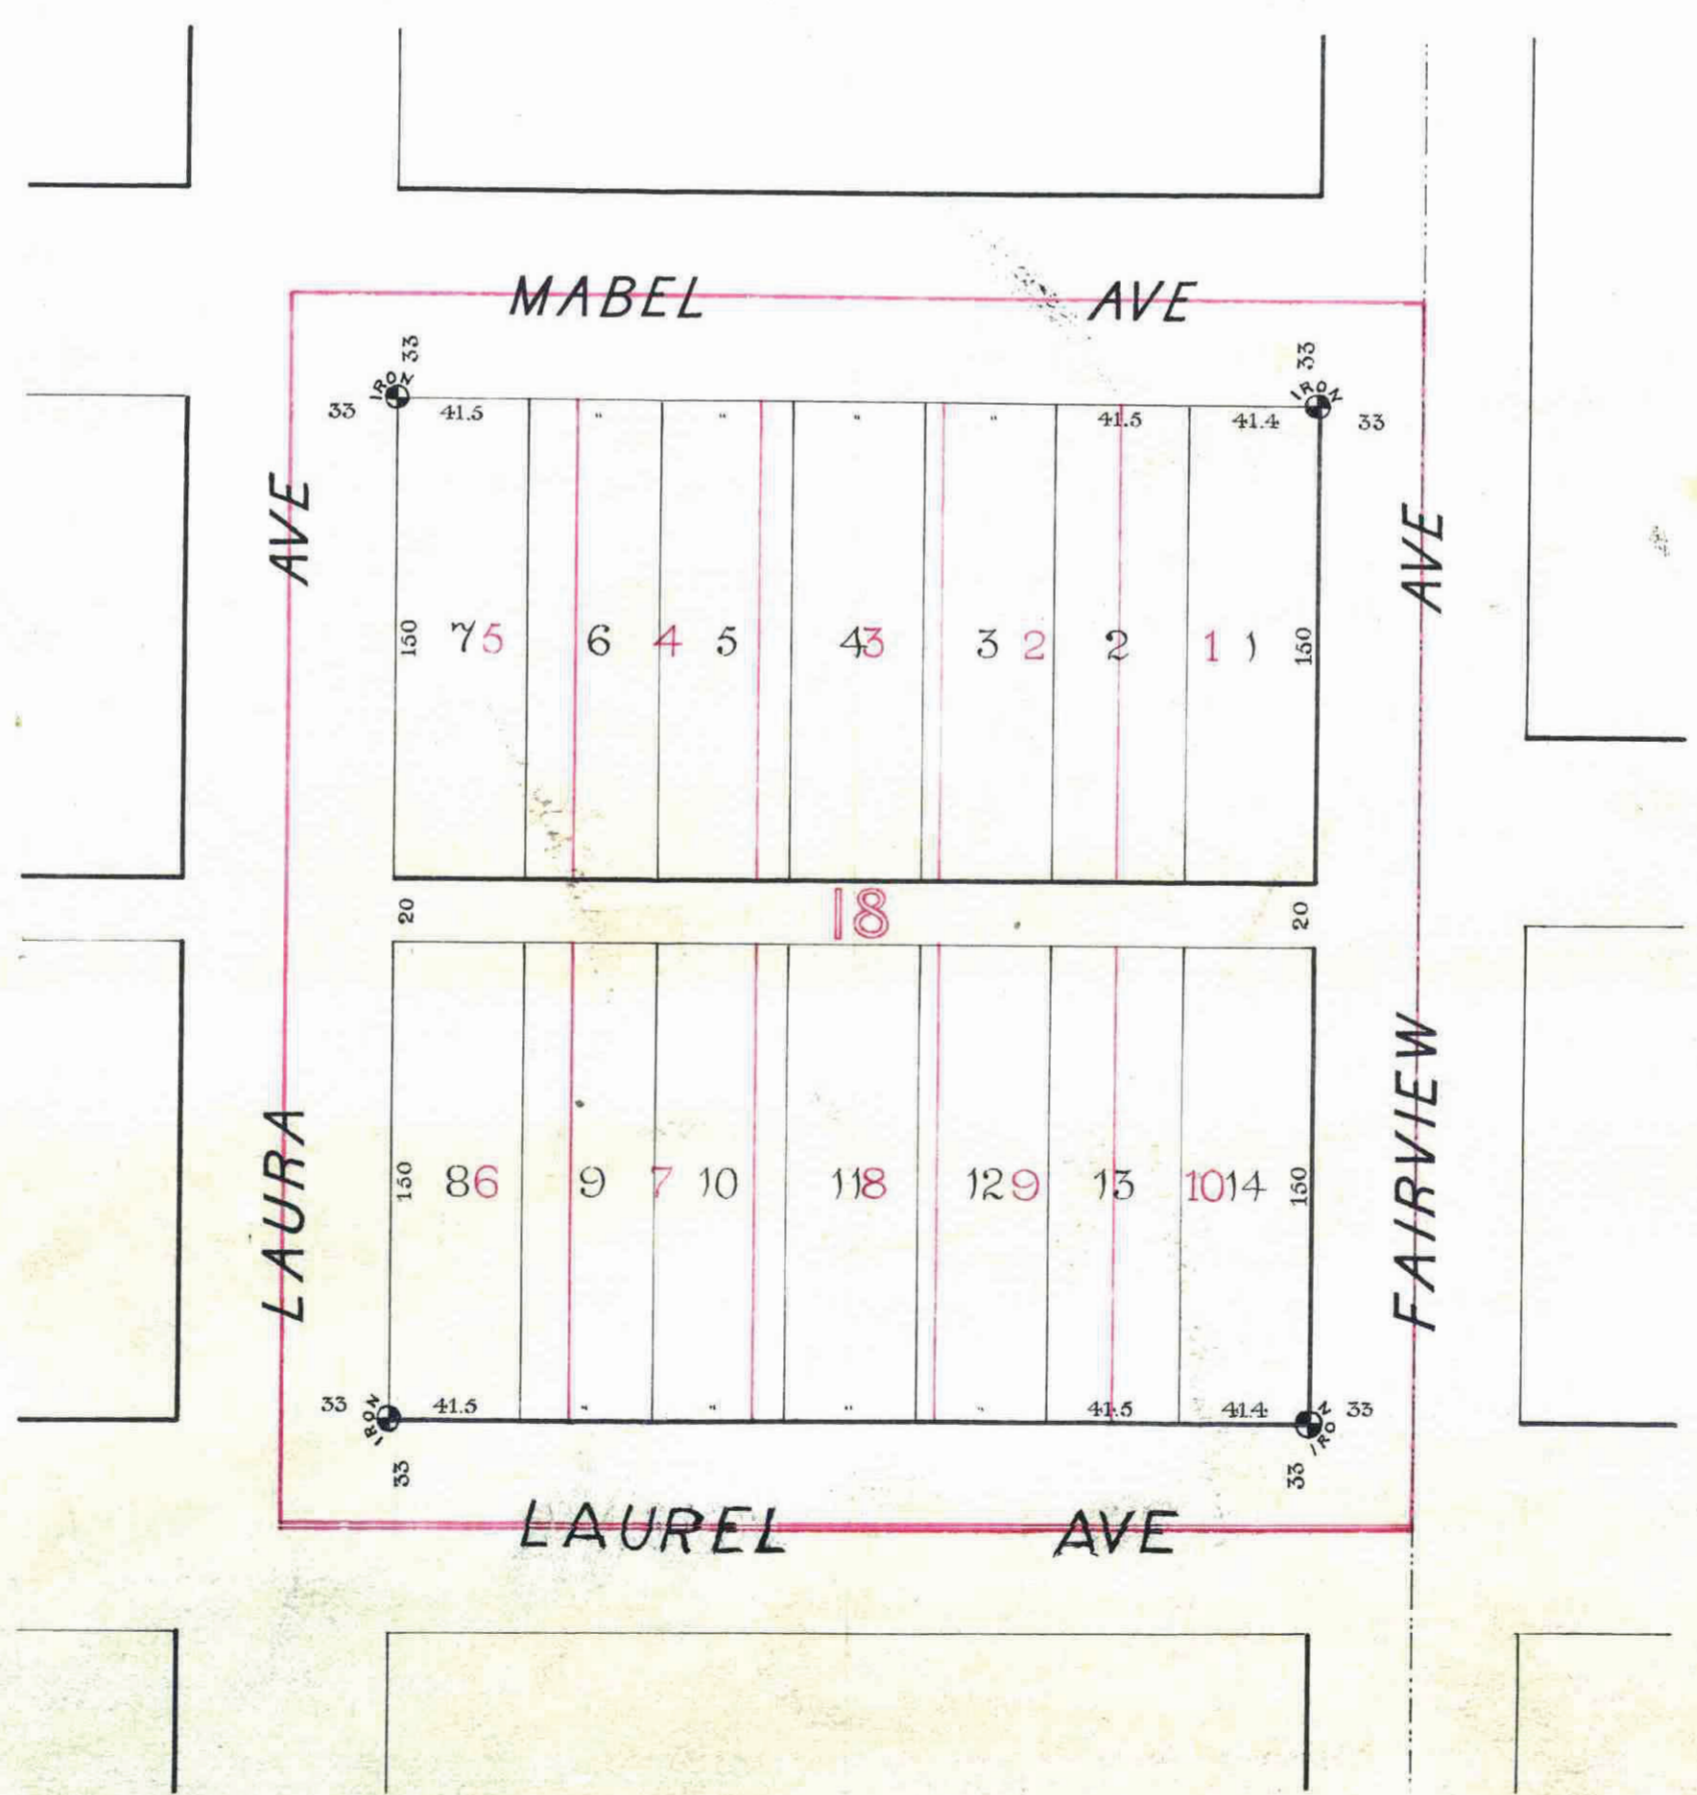 MABEL AVE
33 33
IRON IRON
33 41.5 " " " " 41.5 41.4 33
AVE
AVE
150 7 5 6 4 5 4 3 3 2 2 1 1 150
20 18 20
LAURA
FAIRVIEW
150 8 6 9 7 10 11 8 12 9 13 10 14 150
33 41.5 " " " " 41.5 41.4 33
IRON IRON
33 33
LAUREL AVE